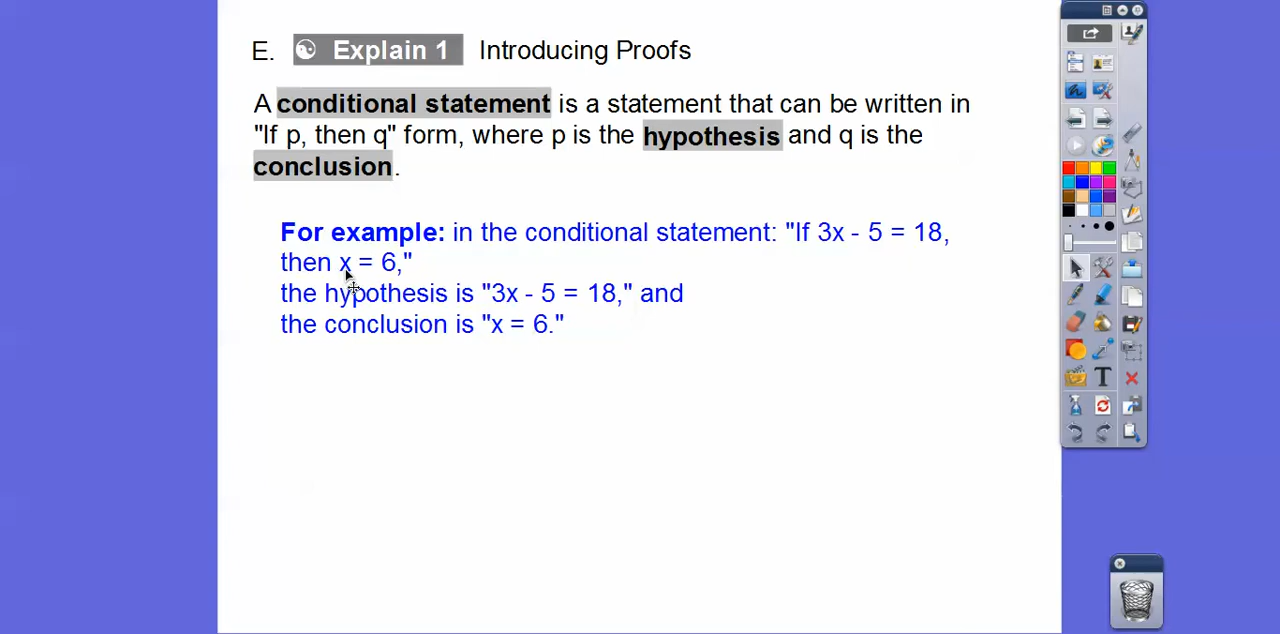 E. Explain 1 Introducing Proofs
A conditional statement is a statement that can be written in
"If p, then q" form, where p is the hypothesis and q is the
conclusion.
For example: in the conditional statement: "If 3x - 5 = 18,
then x = 6,"
the hypothesis is "3x - 5 = 18," and
the conclusion is "x = 6."
T